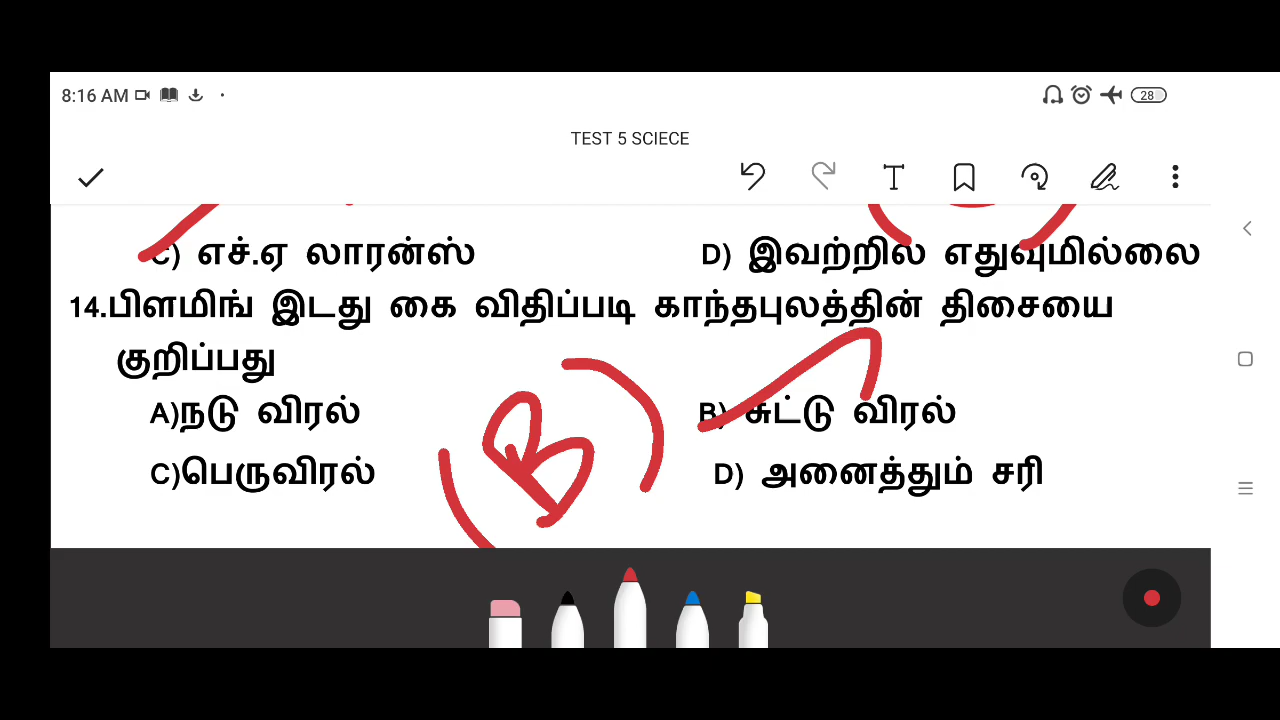 8:16 AM
28
TEST 5 SCIECE
C) எச்.ஏ லாரன்ஸ் D) இவற்றில் எதுவுமில்லை
14.பிளமிங் இடது கை விதிப்படி காந்தபுலத்தின் திசையை
குறிப்பது
A)நடு விரல் B) சுட்டு விரல்
(B)
C)பெருவிரல் D) அனைத்தும் சரி